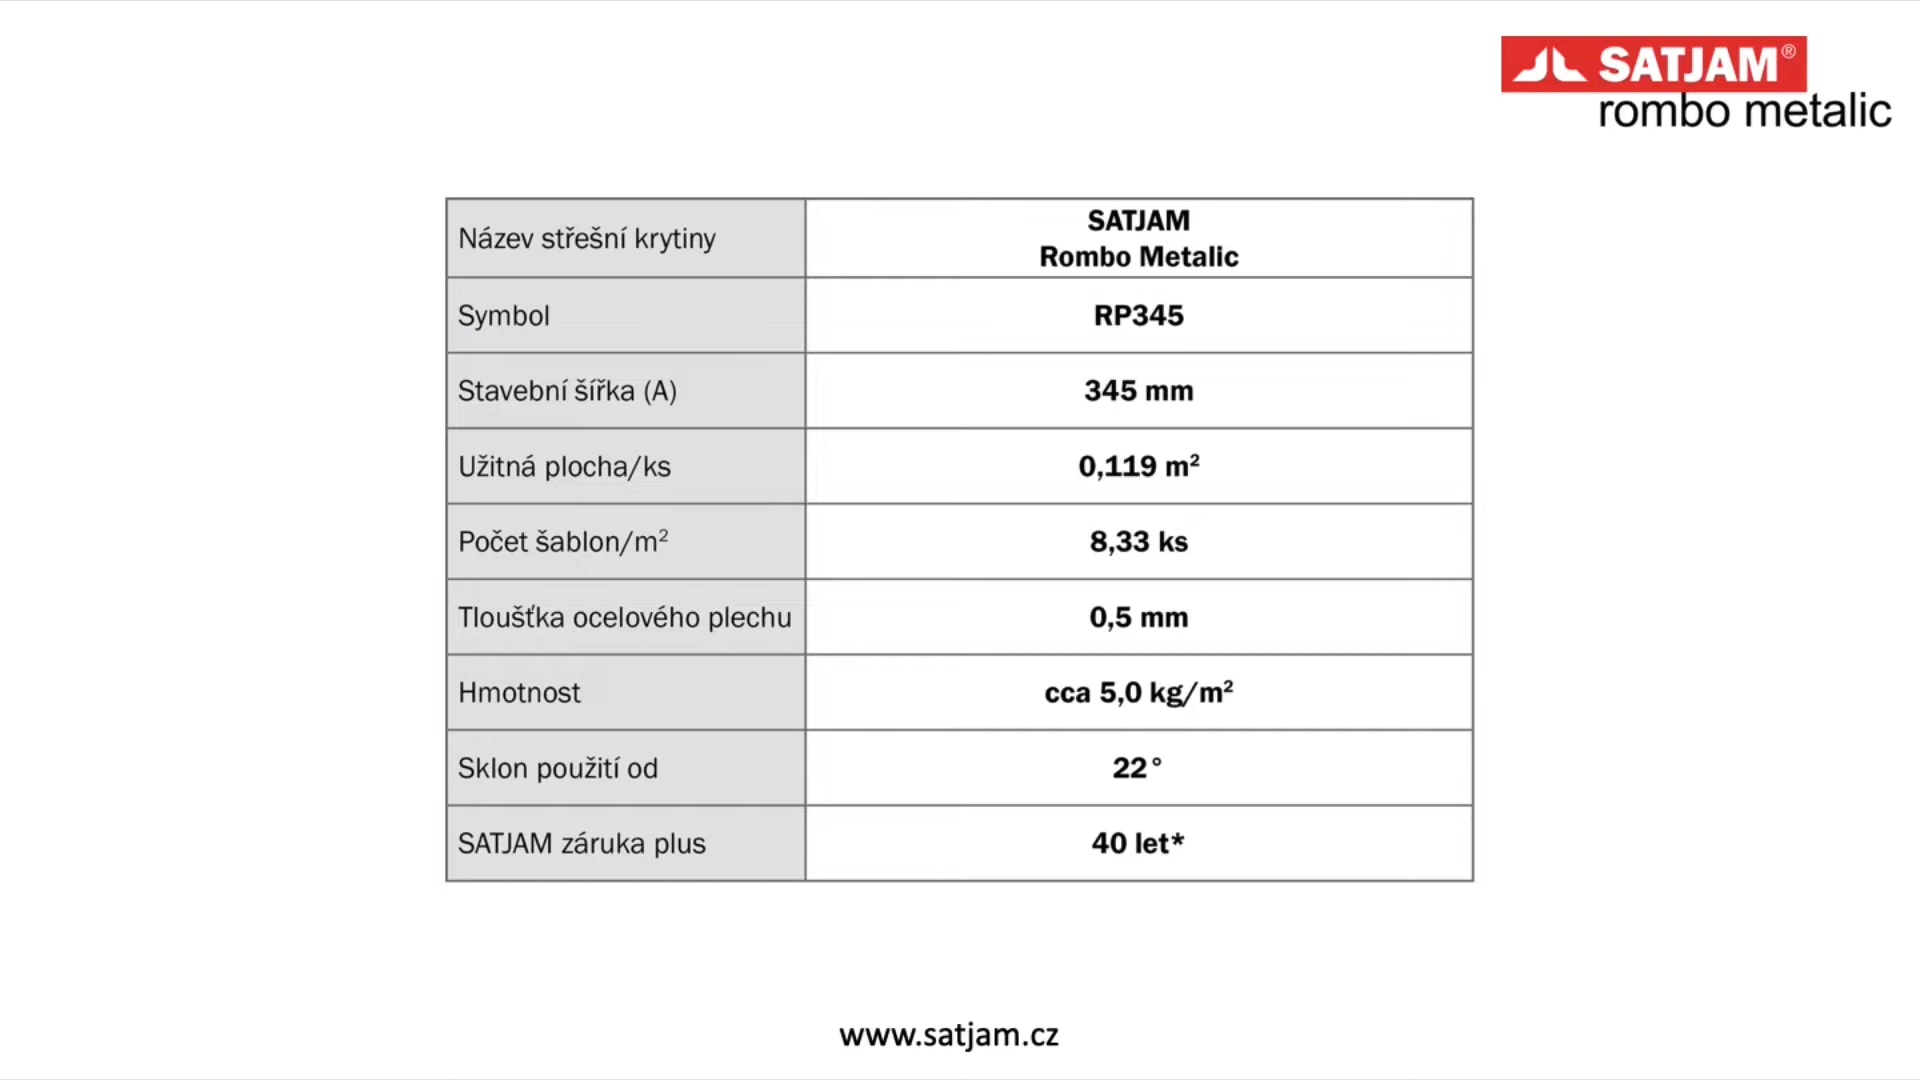 SATJAM®
rombo metalic
Název střešní krytiny
SATJAM
Rombo Metalic
Symbol
RP345
Stavební šířka (A)
345 mm
Užitná plocha/ks
0,119 m²
Počet šablon/m²
8,33 ks
Tloušťka ocelového plechu
0,5 mm
Hmotnost
cca 5,0 kg/m²
Sklon použití od
22°
SATJAM záruka plus
40 let*
www.satjam.cz